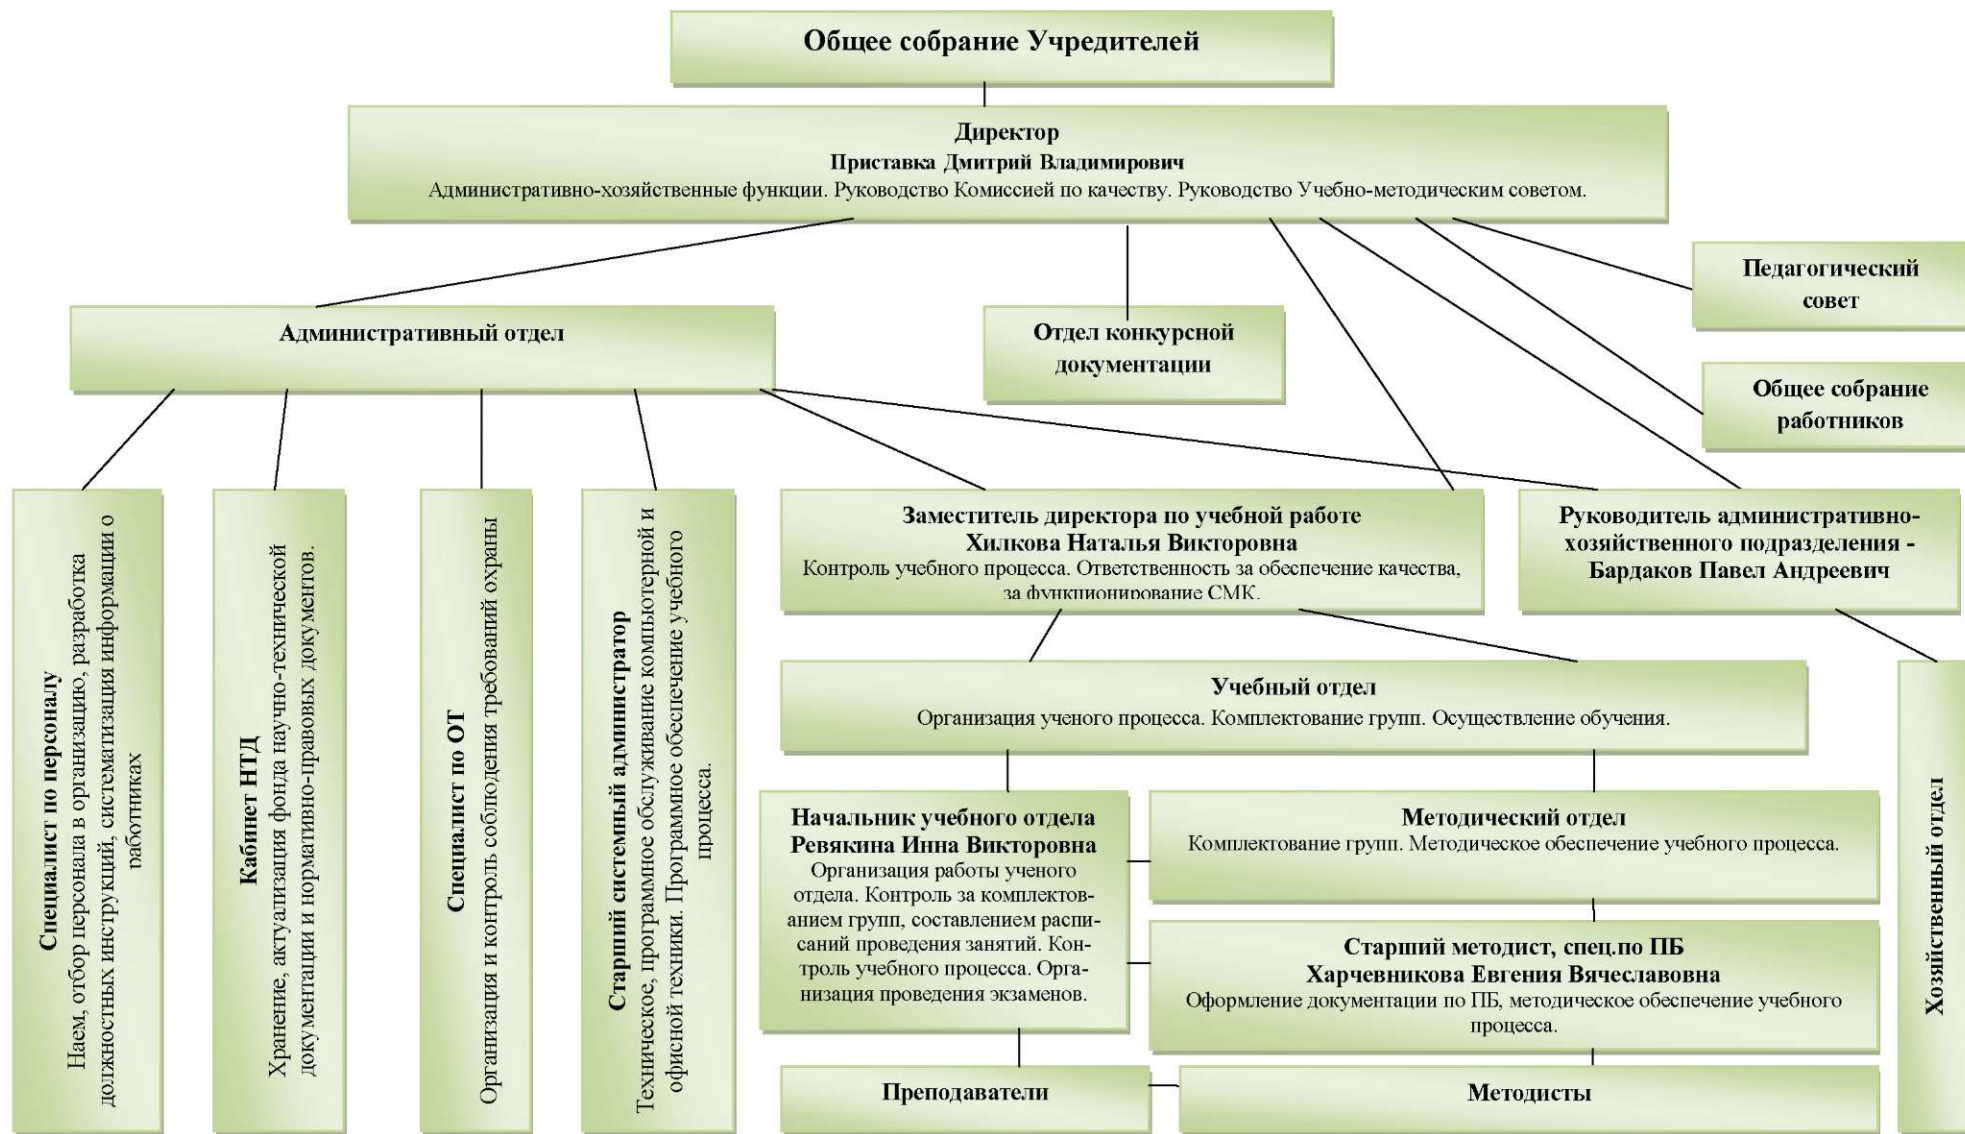 Общее собрание Учредителей
Директор
Приставка Дмитрий Владимирович
Административно-хозяйственные функции. Руководство Комиссией по качеству. Руководство Учебно-методическим советом.
Педагогический
совет
Административный отдел
Отдел конкурсной
документации
Общее собрание
работников
Специалист по персоналу
Наем, отбор персонала в организацию, разработка
должностных инструкций, систематизация информации о
работниках
Кабинет НТД
Хранение, актуализация фонда научно-технической
документации и нормативно-правовых документов.
Специалист по ОТ
Организация и контроль соблюдения требований охраны
Старший системный администратор
Техническое, программное обслуживание компьютерной и
офисной техники. Программное обеспечение учебного
процесса.
Заместитель директора по учебной работе
Хилкова Наталья Викторовна
Контроль учебного процесса. Ответственность за обеспечение качества,
за функционирование СМК.
Руководитель административно-
хозяйственного подразделения -
Бардаков Павел Андреевич
Учебный отдел
Организация ученого процесса. Комплектование групп. Осуществление обучения.
Начальник учебного отдела
Ревякина Инна Викторовна
Организация работы ученого
отдела. Контроль за комплектов-
анием групп, составлением распи-
саний проведения занятий. Кон-
троль учебного процесса. Орга-
низация проведения экзаменов.
Методический отдел
Комплектование групп. Методическое обеспечение учебного процесса.
Старший методист, спец.по ПБ
Харчевникова Евгения Вячеславовна
Оформление документации по ПБ, методическое обеспечение учебного
процесса.
Хозяйственный отдел
Преподаватели
Методисты